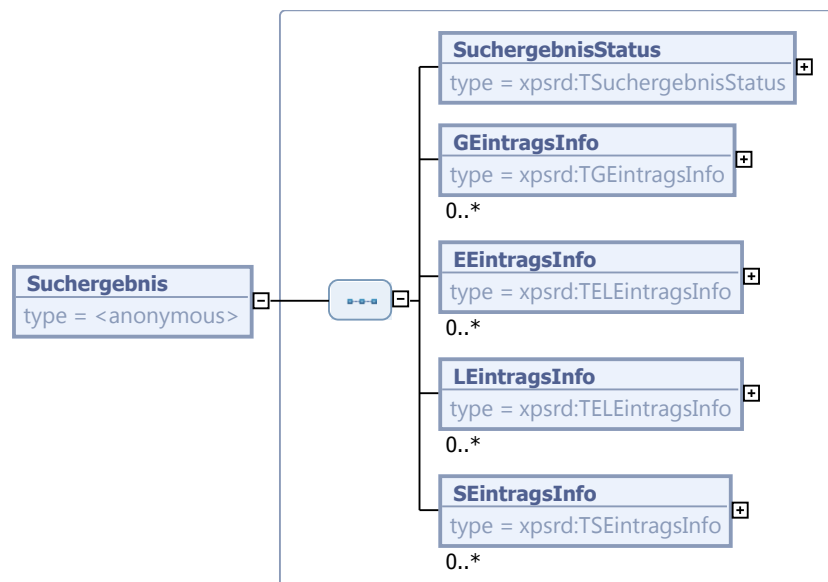 SuchergebnisStatus
type = xpsrd:TSuchergebnisStatus
GEintragsInfo
type = xpsrd:TGEintragsInfo
0..*
EEintragsInfo
type = xpsrd:TELEintragsInfo
0..*
Suchergebnis
type = <anonymous>
LEintragsInfo
type = xpsrd:TELEintragsInfo
0..*
SEintragsInfo
type = xpsrd:TSEintragsInfo
0..*